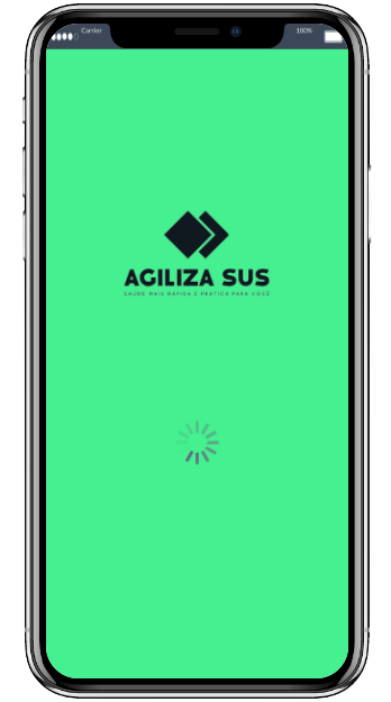 Carrier
100%
AGILIZA SUS
SAÚDE MAIS RÁPIDA E PRÁTICA PARA VOCÊ